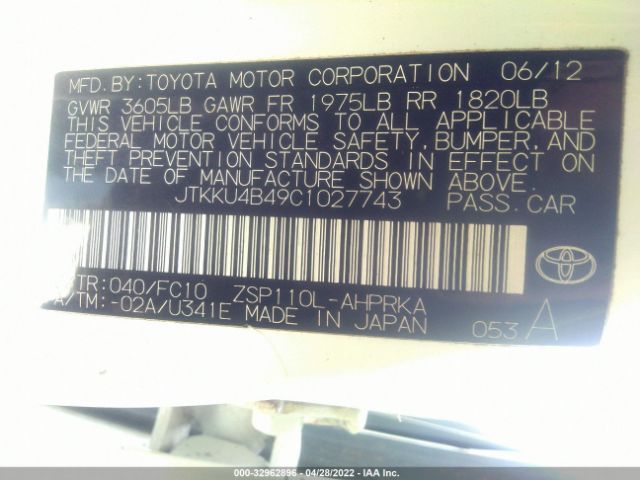 MFD. BY: TOYOTA MOTOR CORPORATION 06/12
GVWR 3605LB GAWR FR 1975LB RR 1820LB
THIS VEHICLE CONFORMS TO ALL APPLICABLE
FEDERAL MOTOR VEHICLE SAFETY, BUMPER, AND
THEFT PREVENTION STANDARDS IN EFFECT ON
THE DATE OF MANUFACTURE SHOWN ABOVE.
JTKKU4B49C1027743 PASS. CAR
/TR: 040/FC10 ZSP110L-AHPRKA
A/TM: -02A/U341E MADE IN JAPAN 053 A
000-32962896 - 04/28/2022 - IAA Inc.